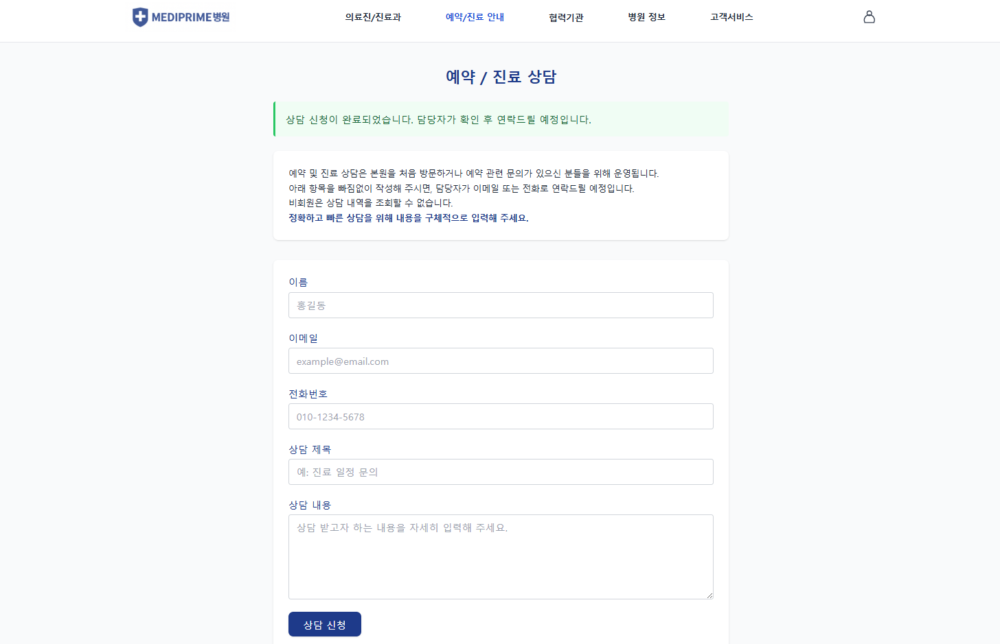 MEDIPRIME병원
의료진/진료과
예약/진료 안내
협력기관
병원 정보
고객서비스
예약 / 진료 상담
상담 신청이 완료되었습니다. 담당자가 확인 후 연락드릴 예정입니다.
예약 및 진료 상담은 본원을 처음 방문하거나 예약 관련 문의가 있으신 분들을 위해 운영됩니다.
아래 항목을 빠짐없이 작성해 주시면, 담당자가 이메일 또는 전화로 연락드릴 예정입니다.
비회원은 상담 내역을 조회할 수 없습니다.
정확하고 빠른 상담을 위해 내용을 구체적으로 입력해 주세요.
이름
홍길동
이메일
example@email.com
전화번호
010-1234-5678
상담 제목
예: 진료 일정 문의
상담 내용
상담 받고자 하는 내용을 자세히 입력해 주세요.
상담 신청